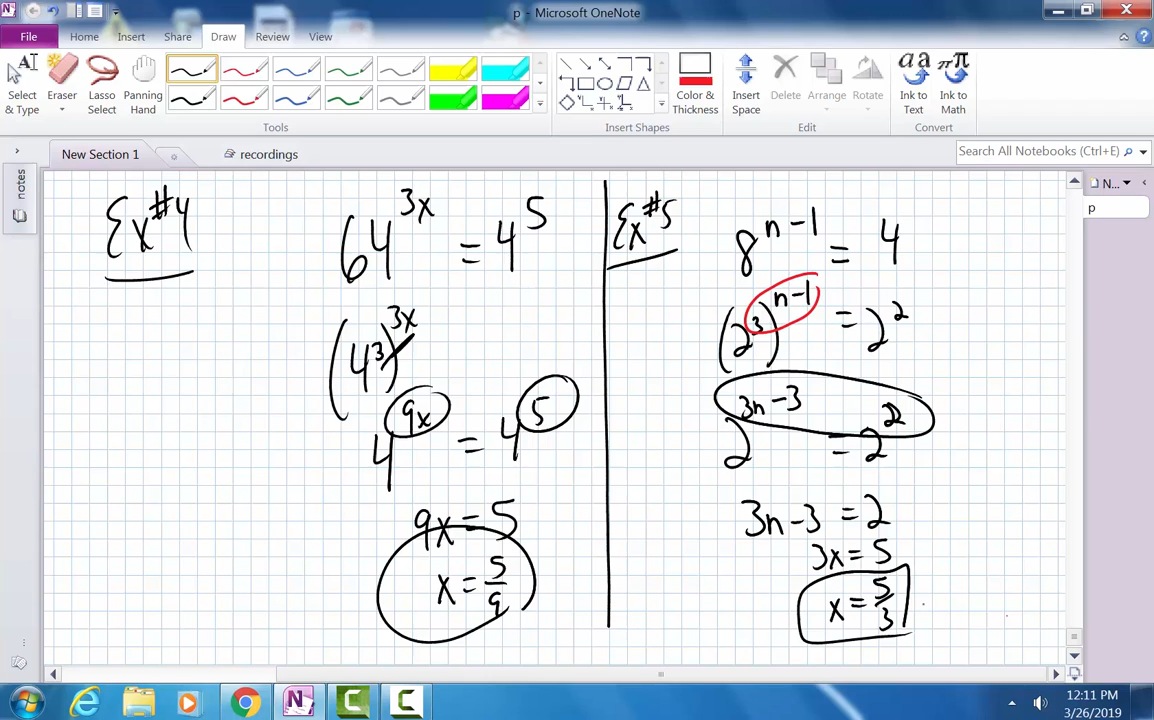 p - Microsoft OneNote
File Home Insert Share Draw Review View
Select & Type
Eraser
Lasso Select
Panning Hand
Color & Thickness
Insert Space
Delete
Arrange
Rotate
Ink to Text
Ink to Math
Tools
Insert Shapes
Edit
Convert
New Section 1
recordings
Search All Notebooks (Ctrl+E)
notes
N...
p
Ex #4
64^{3x} = 4^5
(4^3)^{3x}
4^{9x} = 4^5
9x = 5
x = 5/9
Ex #5
8^{n-1} = 4
(2^3)^{n-1} = 2^2
2^{3n-3} = 2^2
3n-3 = 2
3x = 5
x = 5/3
12:11 PM
3/26/2019